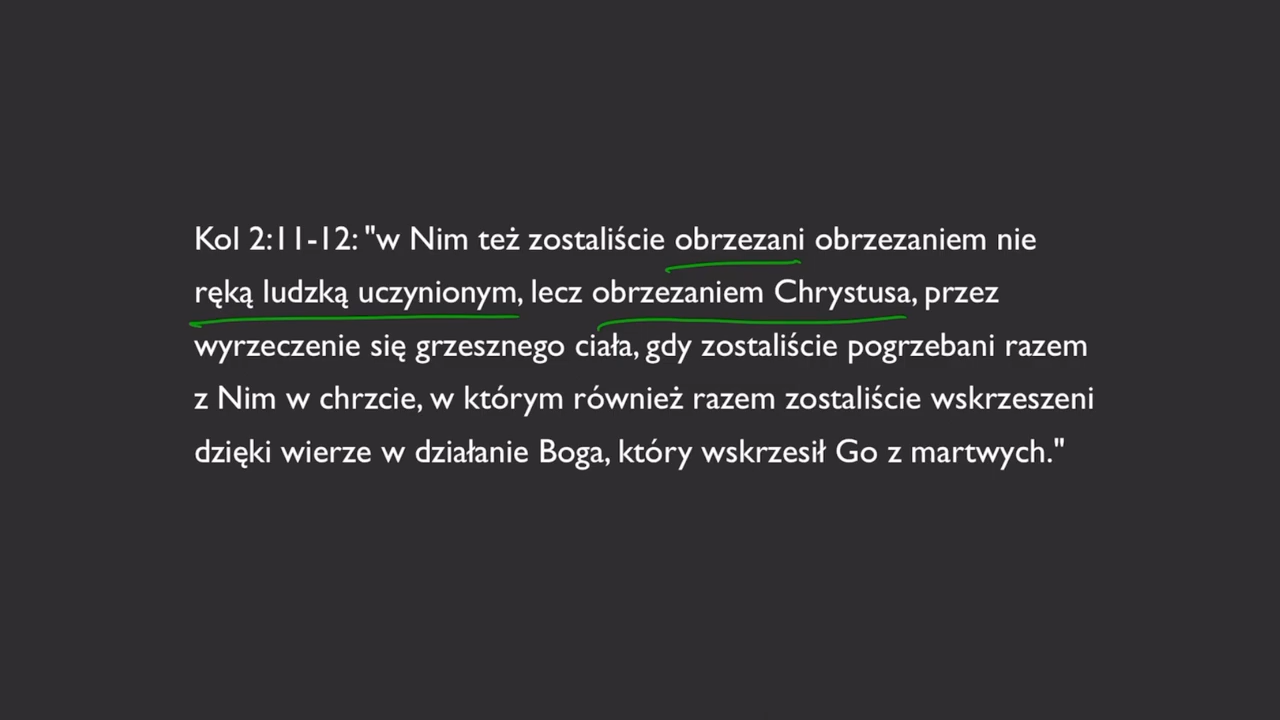 Kol 2:11-12: "w Nim też zostaliście obrzezani obrzezaniem nie
ręką ludzką uczynionym, lecz obrzezaniem Chrystusa, przez
wyrzeczenie się grzesznego ciała, gdy zostaliście pogrzebani razem
z Nim w chrzcie, w którym również razem zostaliście wskrzeszeni
dzięki wierze w działanie Boga, który wskrzesił Go z martwych."